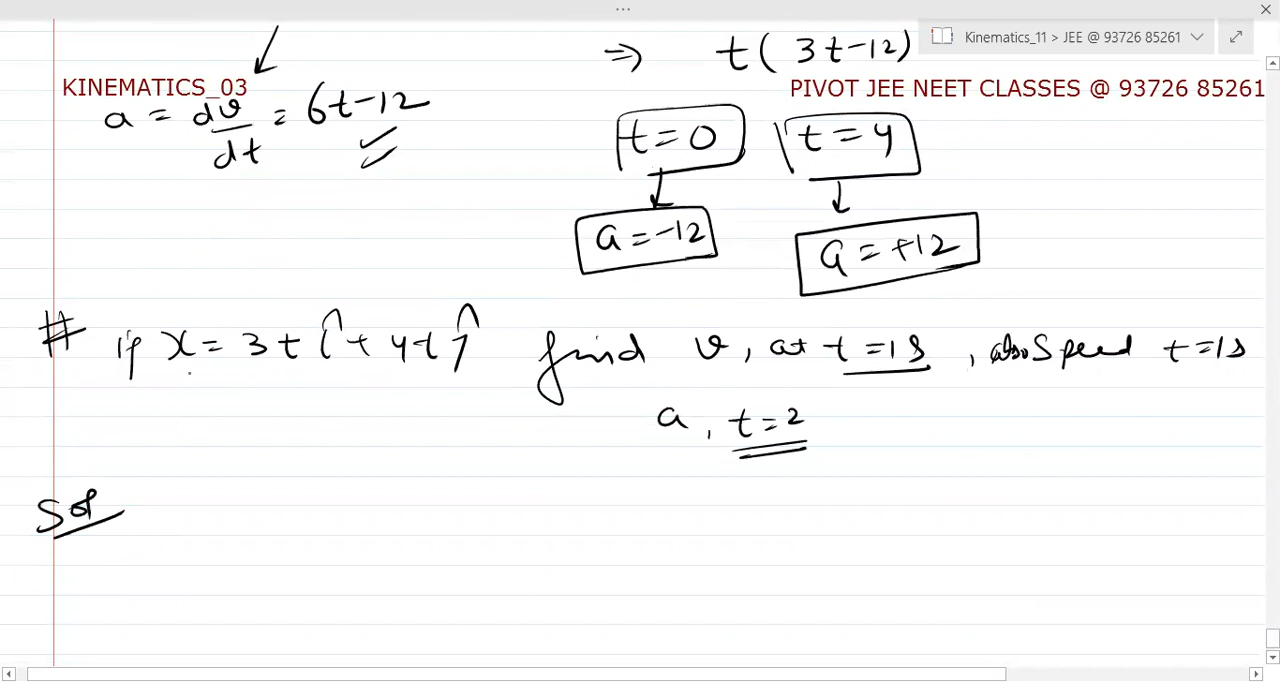 ...
⇒ t(3t-12)
Kinematics_11 > JEE @ 93726 85261
KINEMATICS_03
PIVOT JEE NEET CLASSES @ 93726 85261
a = dv/dt = 6t-12
t=0 t=4
a=-12 a=+12
# if x = 3t î + 4t ĵ find v, at t=1s, also speed t=1s
a, t=2
Sol